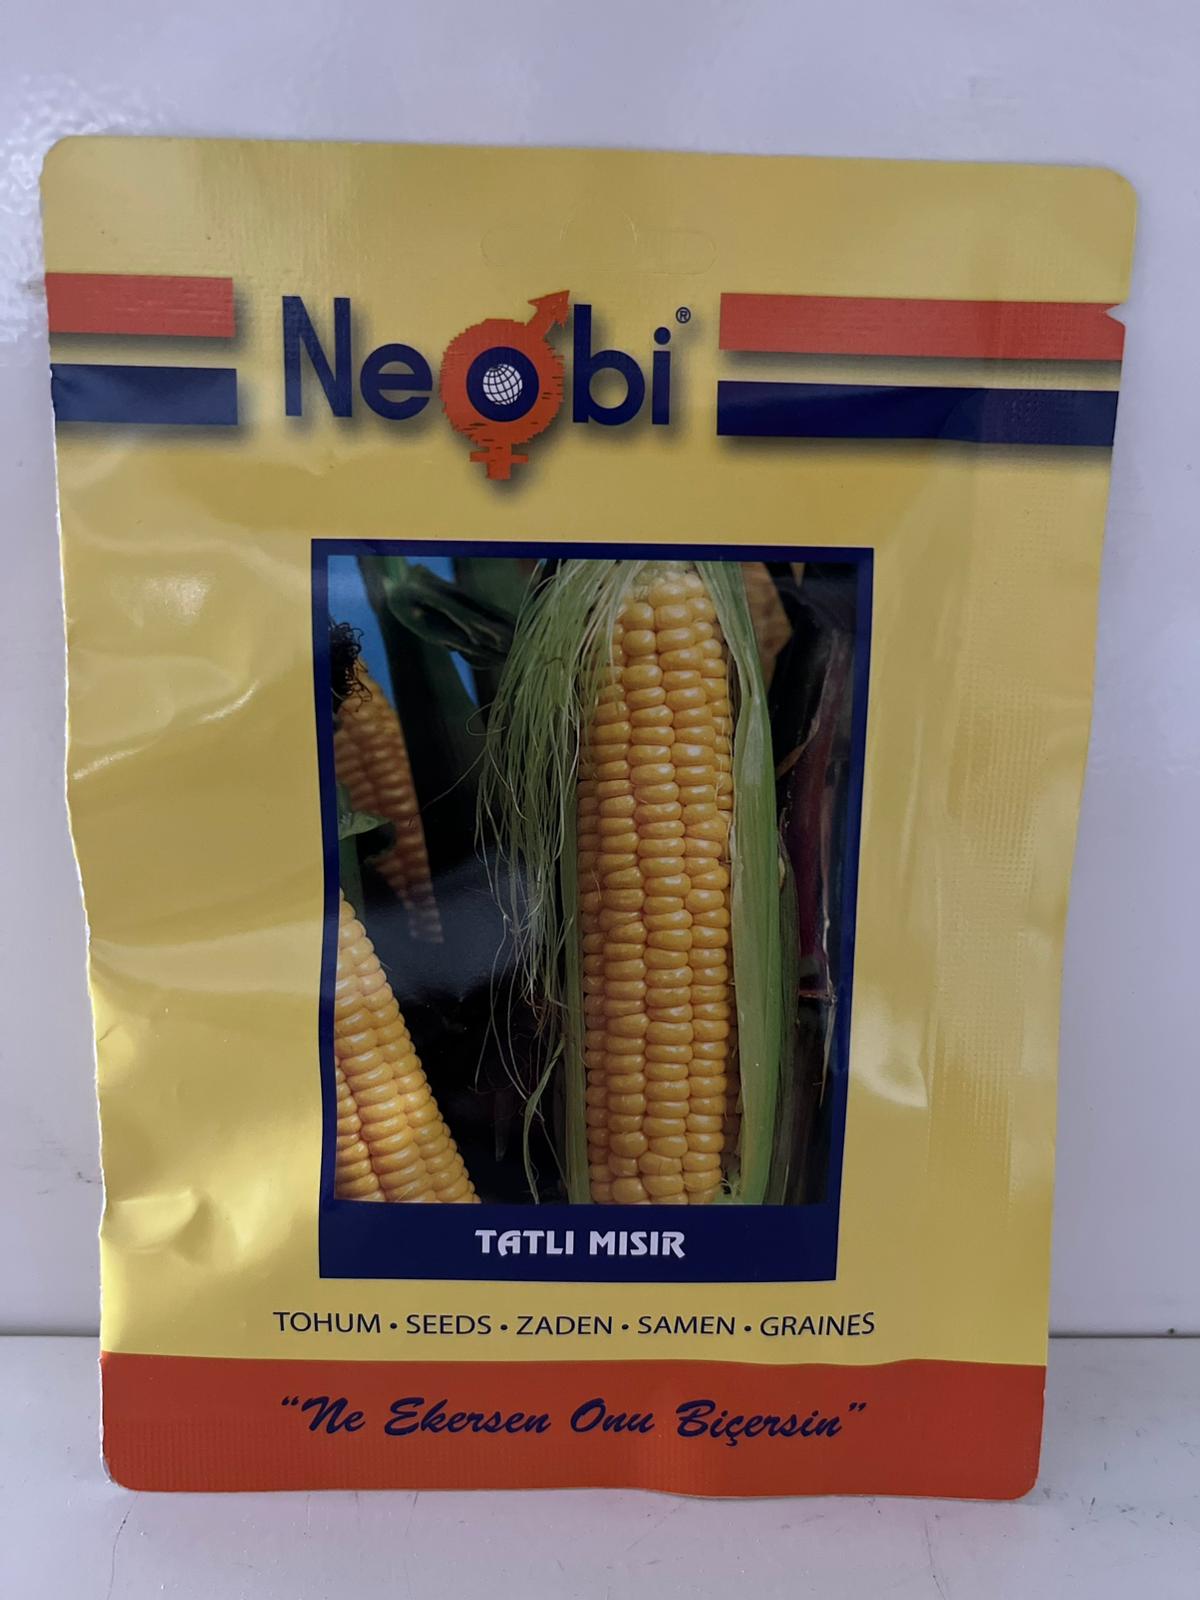 Neobi®
TATLI MISIR
TOHUM • SEEDS • ZADEN • SAMEN • GRAINES
“Ne Ekersen Onu Biçersin”